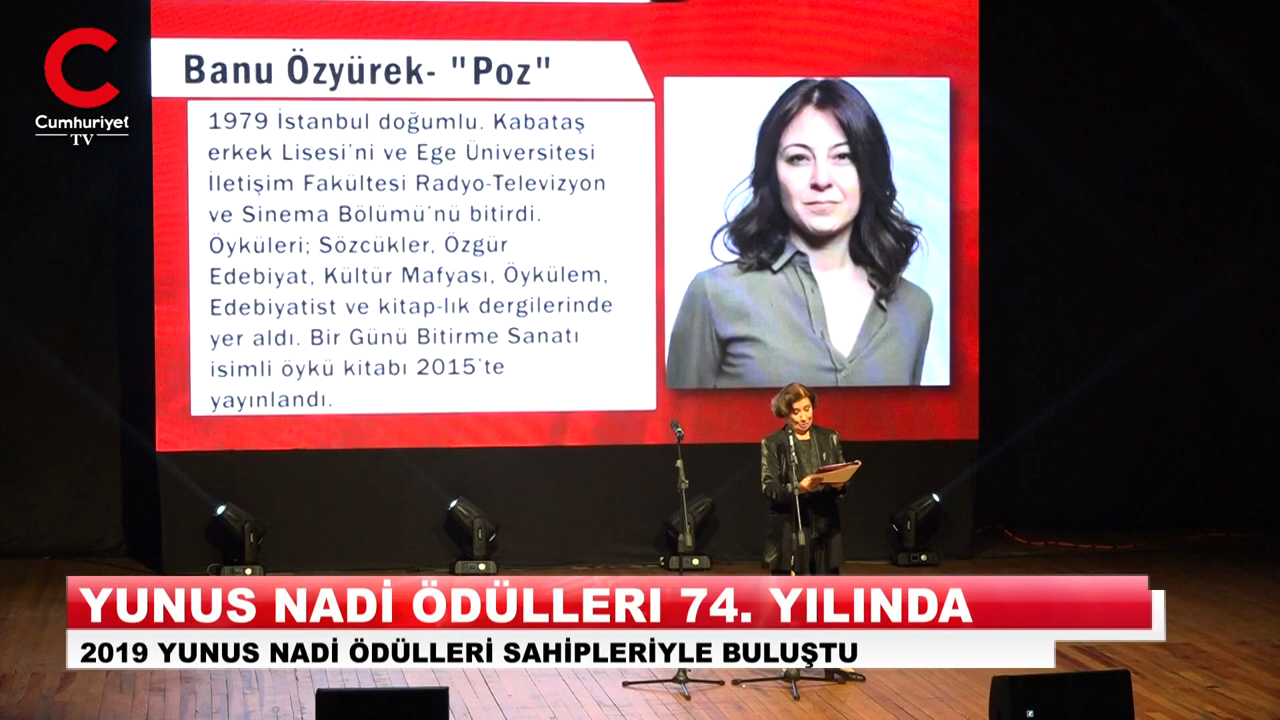 Cumhuriyet
TV
Banu Özyürek- "Poz"
1979 İstanbul doğumlu. Kabataş
erkek Lisesi'ni ve Ege Üniversitesi
İletişim Fakültesi Radyo-Televizyon
ve Sinema Bölümü'nü bitirdi.
Öyküleri; Sözcükler, Özgür
Edebiyat, Kültür Mafyası, Öykülem,
Edebiyatist ve kitap-lık dergilerinde
yer aldı. Bir Günü Bitirme Sanatı
isimli öykü kitabı 2015'te
yayınlandı.
YUNUS NADİ ÖDÜLLERI 74. YILINDA
2019 YUNUS NADİ ÖDÜLLERİ SAHİPLERİYLE BULUŞTU